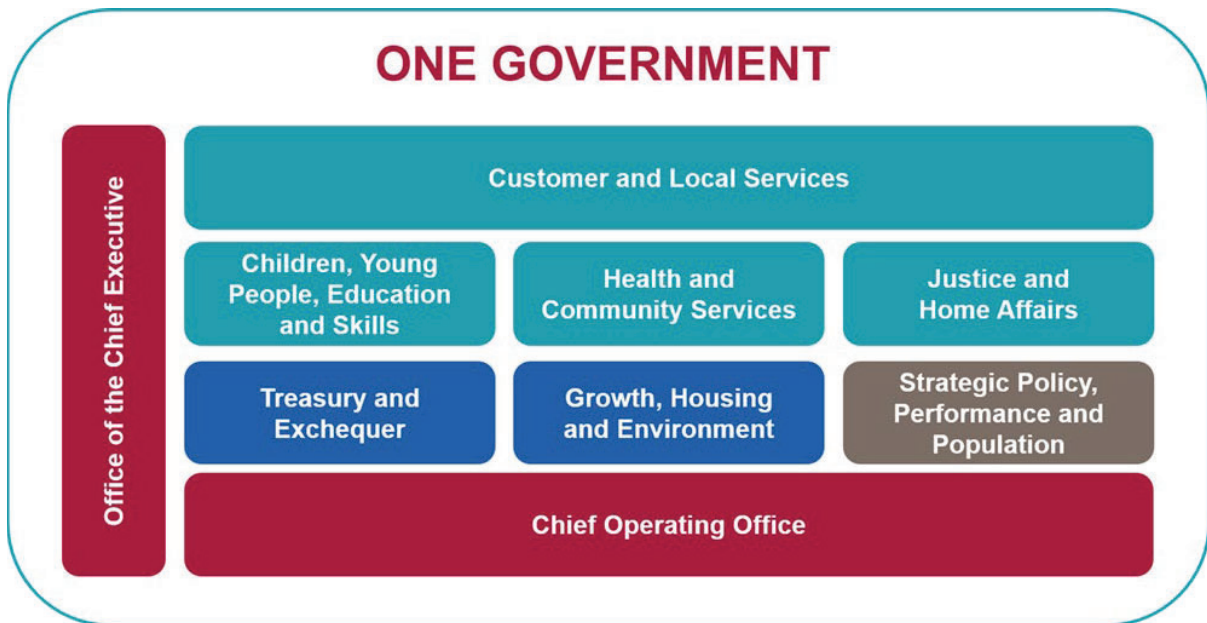 ONE GOVERNMENT
Office of the Chief Executive
Customer and Local Services
Children, Young
People, Education
and Skills
Health and
Community Services
Justice and
Home Affairs
Treasury and
Exchequer
Growth, Housing
and Environment
Strategic Policy,
Performance and
Population
Chief Operating Office